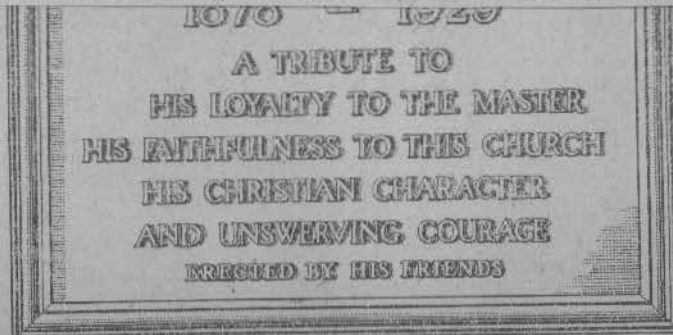 A TRIBUTE TO
HIS LOYALTY TO THE MASTER
HIS FAITHFULNESS TO THIS CHURCH
HIS CHRISTIAN CHARACTER
AND UNSWERVING COURAGE
ERECTED BY HIS FRIENDS